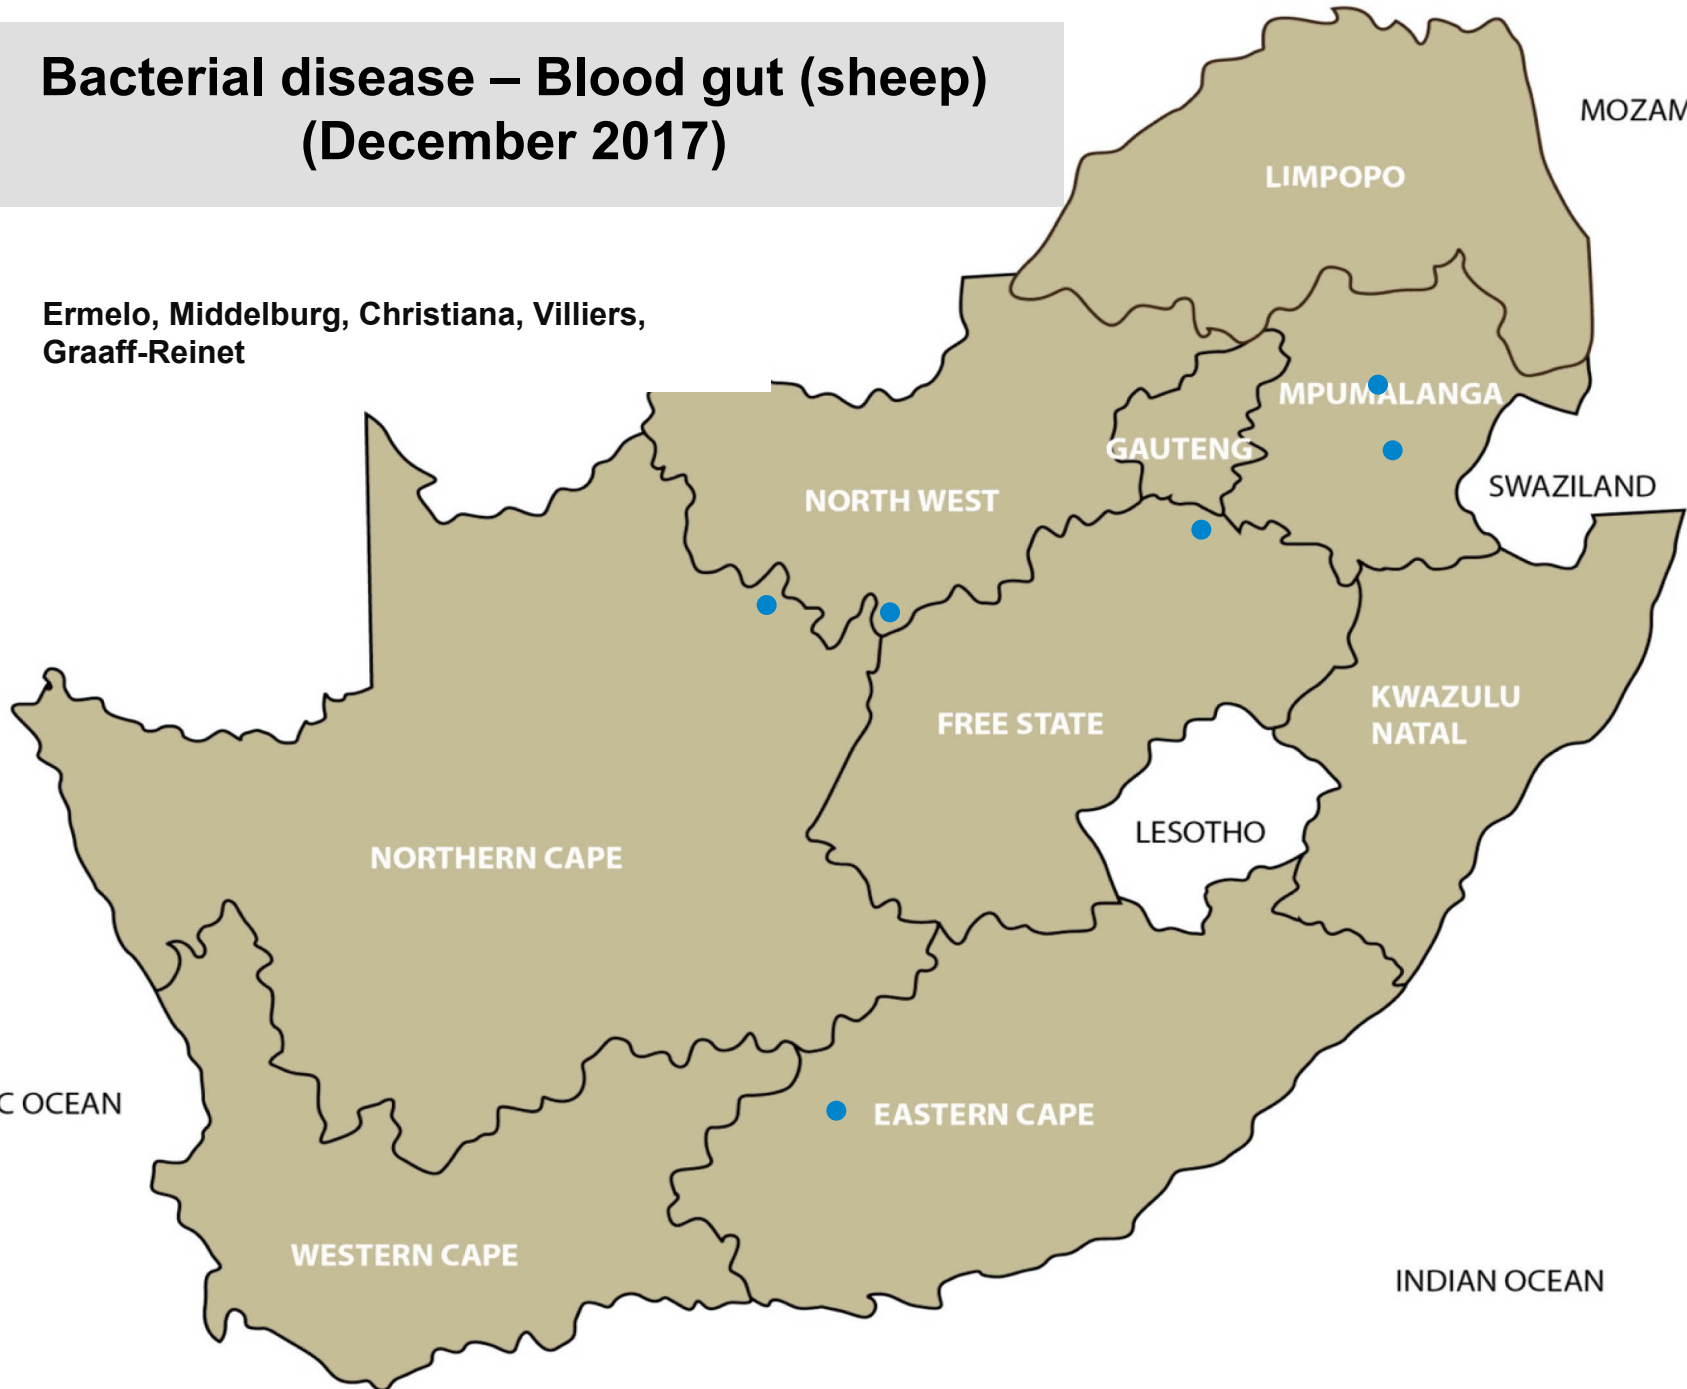 Bacterial disease – Blood gut (sheep)
(December 2017)
MOZAM
LIMPOPO
Ermelo, Middelburg, Christiana, Villiers,
Graaff-Reinet
MPUMALANGA
GAUTENG
SWAZILAND
NORTH WEST
KWAZULU
NATAL
FREE STATE
LESOTHO
NORTHERN CAPE
C OCEAN
EASTERN CAPE
WESTERN CAPE
INDIAN OCEAN